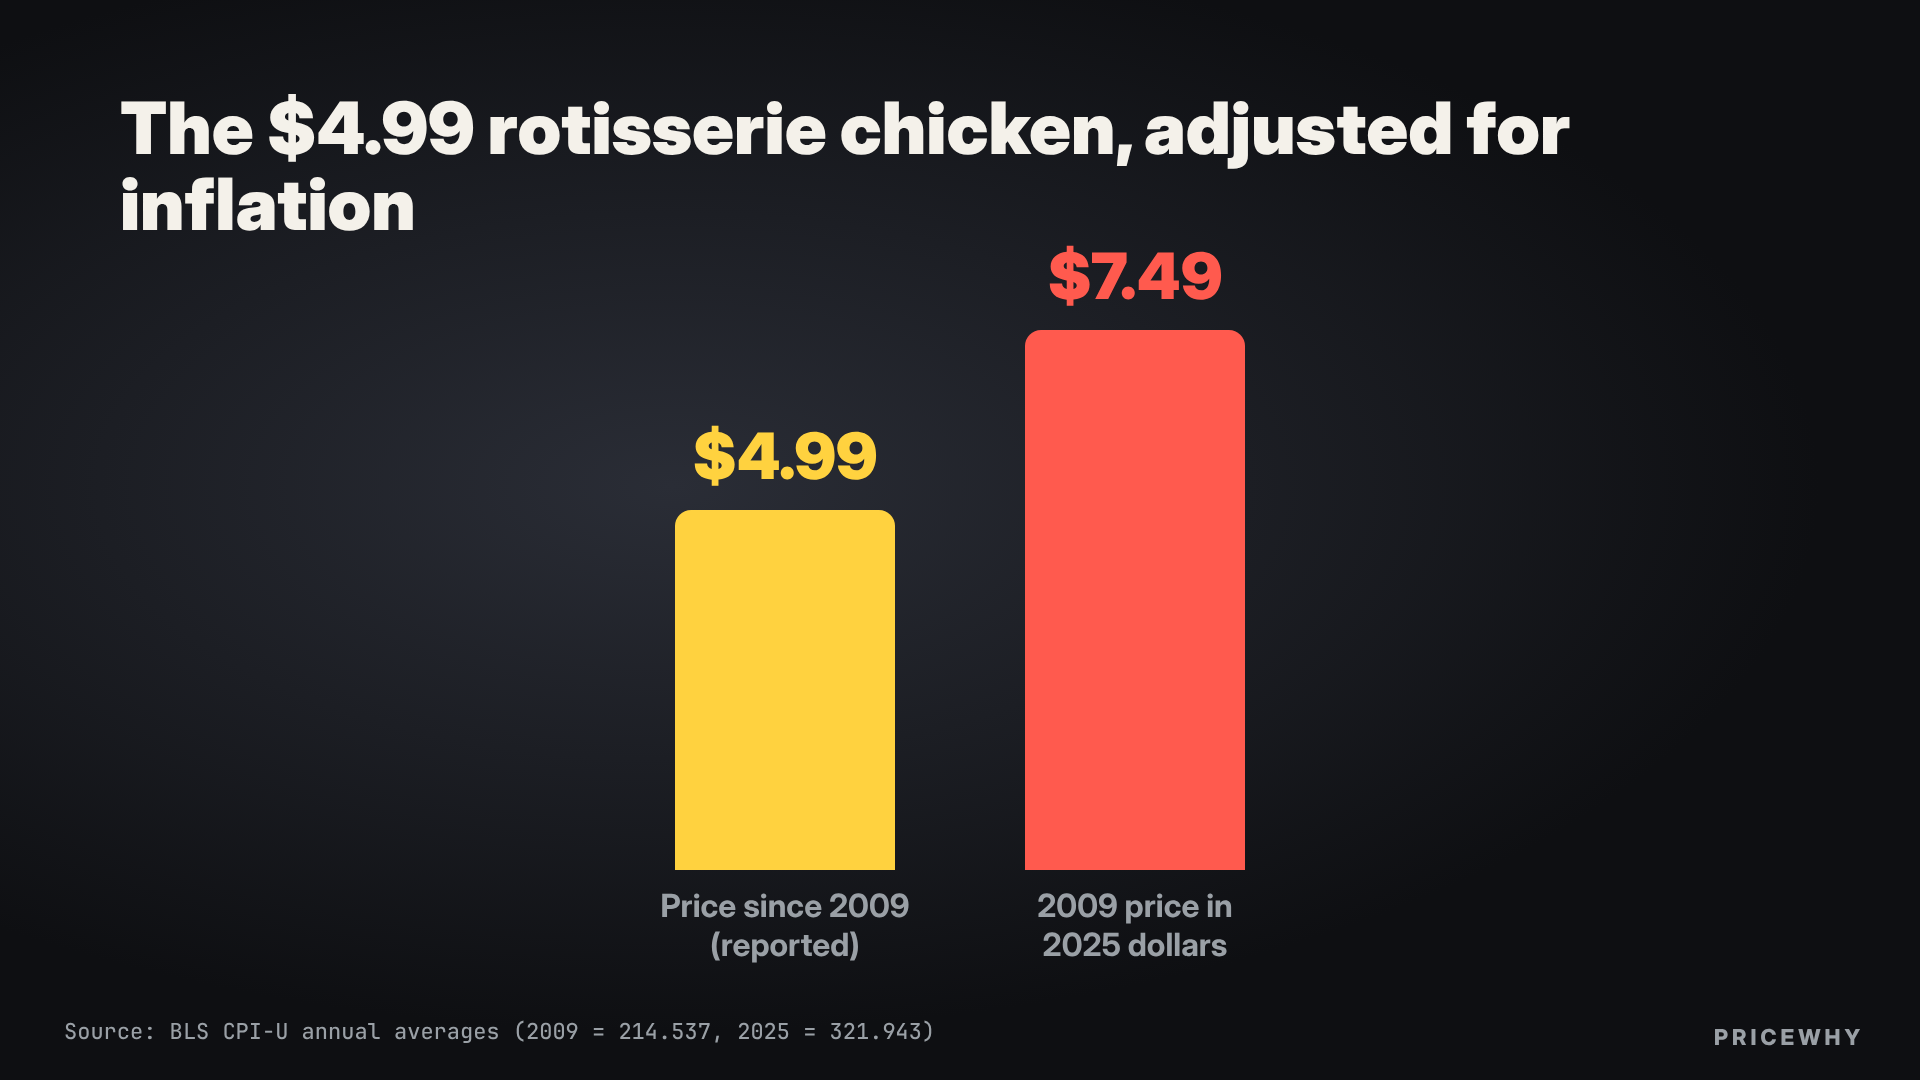 The $4.99 rotisserie chicken, adjusted for
inflation
$4.99
$7.49
Price since 2009
(reported)
2009 price in
2025 dollars
Source: BLS CPI-U annual averages (2009 = 214.537, 2025 = 321.943)
PRICEWHY